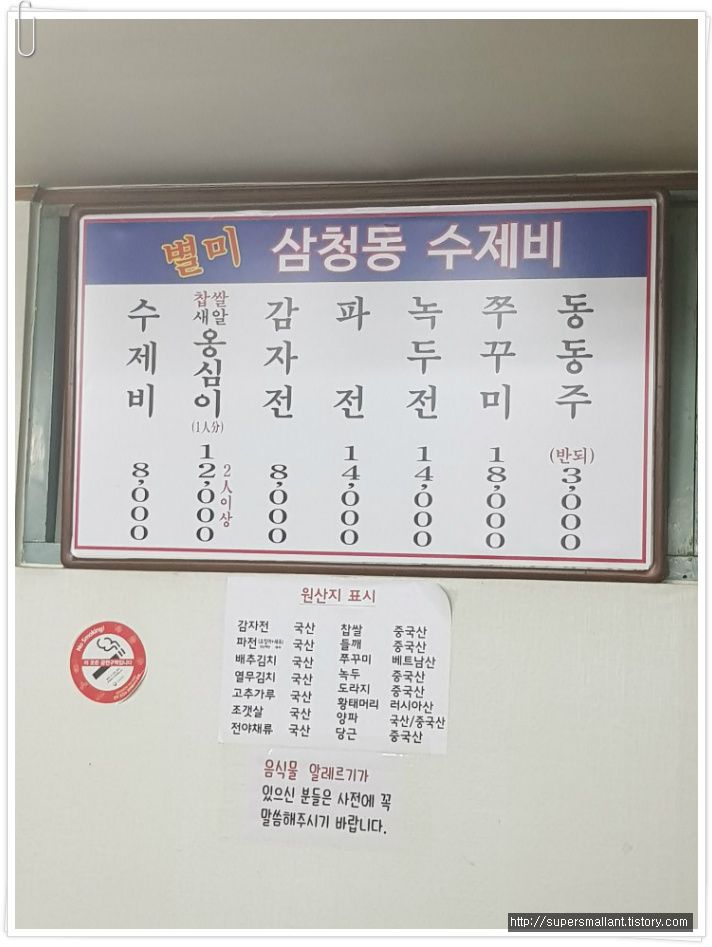 별미 삼청동 수제비
수제비 8,000
찹쌀새알 옹심이 (1人分) 12,000 2人이상
감자전 8,000
파전 14,000
녹두전 14,000
쭈꾸미 18,000
동동주 (반되) 3,000
원산지 표시
감자전 국산 찹쌀 중국산
파전 국산 들깨 중국산
배추김치 국산 쭈꾸미 베트남산
열무김치 국산 녹두 중국산
고추가루 국산 도라지 중국산
조갯살 국산 황태머리 러시아산
전야채류 국산 양파 국산/중국산
당근 중국산
No Smoking!
음식물 알레르기가
있으신 분들은 사전에 꼭
말씀해주시기 바랍니다.
http://supersmallant.tistory.com